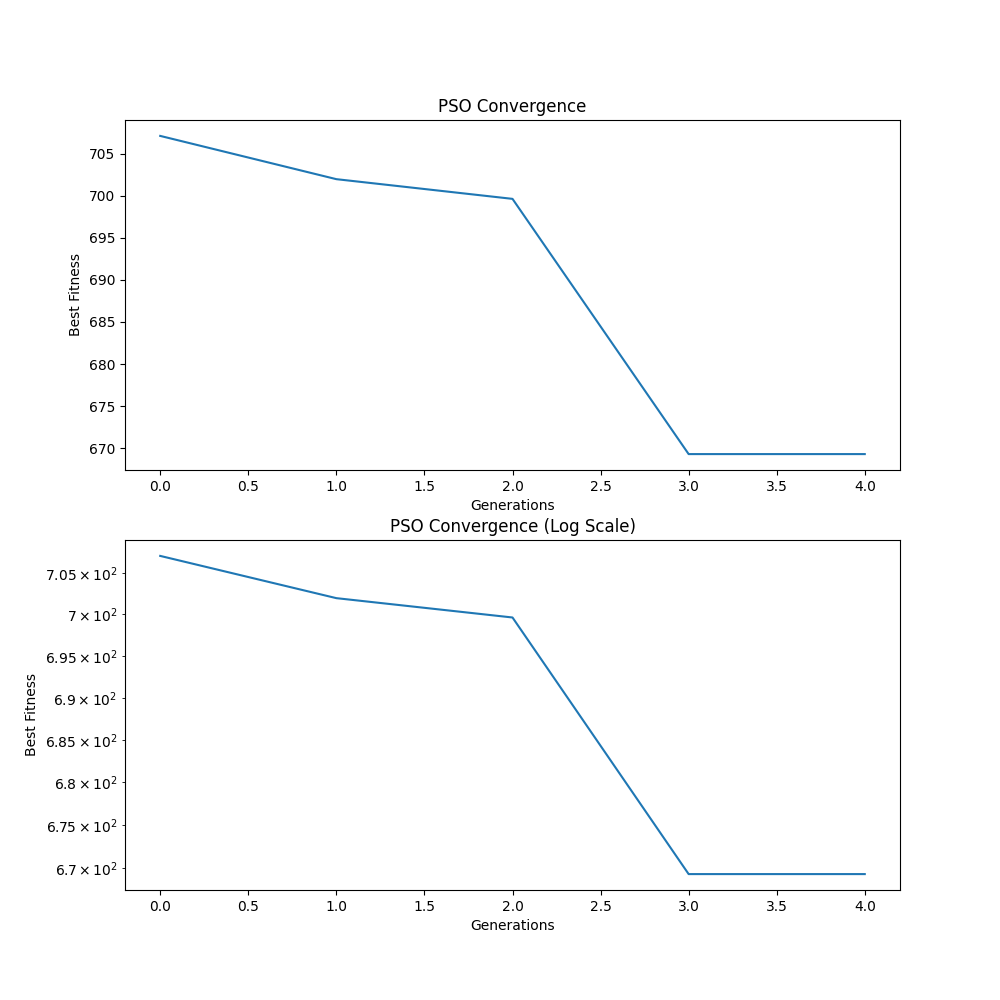 PSO Convergence
705
700
695
690
685
680
675
670
Best Fitness
0.0 0.5 1.0 1.5 2.0 2.5 3.0 3.5 4.0
Generations
PSO Convergence (Log Scale)
7.05 × 10²
7 × 10²
6.95 × 10²
6.9 × 10²
6.85 × 10²
6.8 × 10²
6.75 × 10²
6.7 × 10²
Best Fitness
0.0 0.5 1.0 1.5 2.0 2.5 3.0 3.5 4.0
Generations